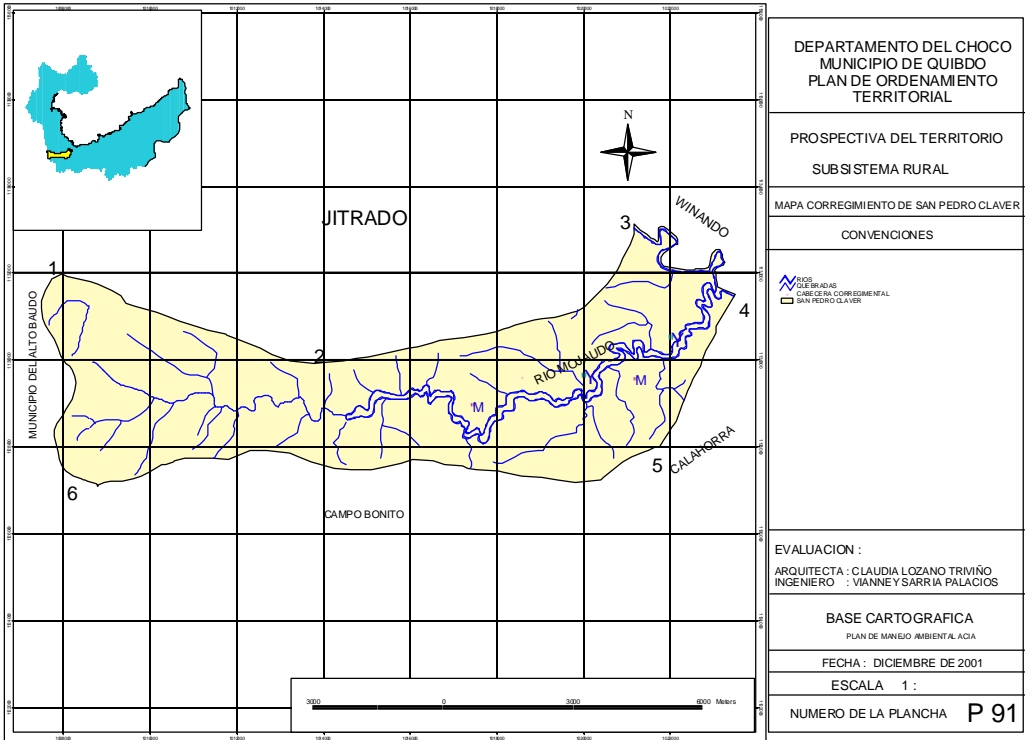 DEPARTAMENTO DEL CHOCO
MUNICIPIO DE QUIBDO
PLAN DE ORDENAMIENTO
TERRITORIAL
PROSPECTIVA DEL TERRITORIO
SUBSISTEMA RURAL
MAPA CORREGIMIENTO DE SAN PEDRO CLAVER
CONVENCIONES
RIOS
QUEBRADAS
CABECERA CORREGIMENTAL
SAN PEDRO CLAVER
EVALUACION :
ARQUITECTA : CLAUDIA LOZANO TRIVIÑO
INGENIERO : VIANNEY SARRIA PALACIOS
BASE CARTOGRAFICA
PLAN DE MANEJO AMBIENTAL ACIA
FECHA : DICIEMBRE DE 2001
ESCALA 1 :
NUMERO DE LA PLANCHA P 91
N
JITRADO
WINANDO
3
1
4
2
MUNICIPIO DEL ALTO BAUDO
RIO MOJAUDO
"M
"M
5
CALAHORRA
6
CAMPO BONITO
3000 0 3000 6000 Meters